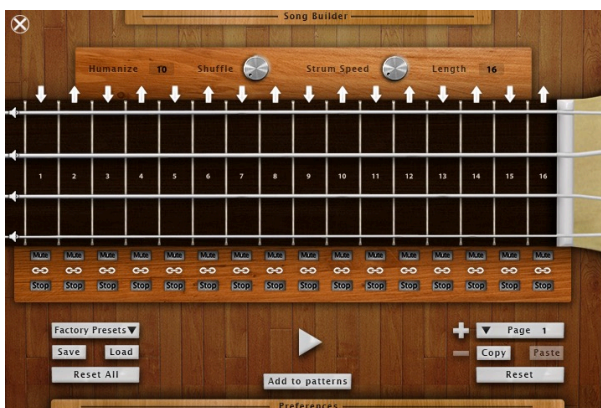 Song Builder
Humanize 10 Shuffle Strum Speed Length 16
1 2 3 4 5 6 7 8 9 10 11 12 13 14 15 16
Mute Mute Mute Mute Mute Mute Mute Mute Mute Mute Mute Mute Mute Mute Mute Mute
Stop Stop Stop Stop Stop Stop Stop Stop Stop Stop Stop Stop Stop Stop Stop Stop
Factory Presets Page 1
Save Load Copy Paste
Reset All Reset
Add to patterns
Preferences